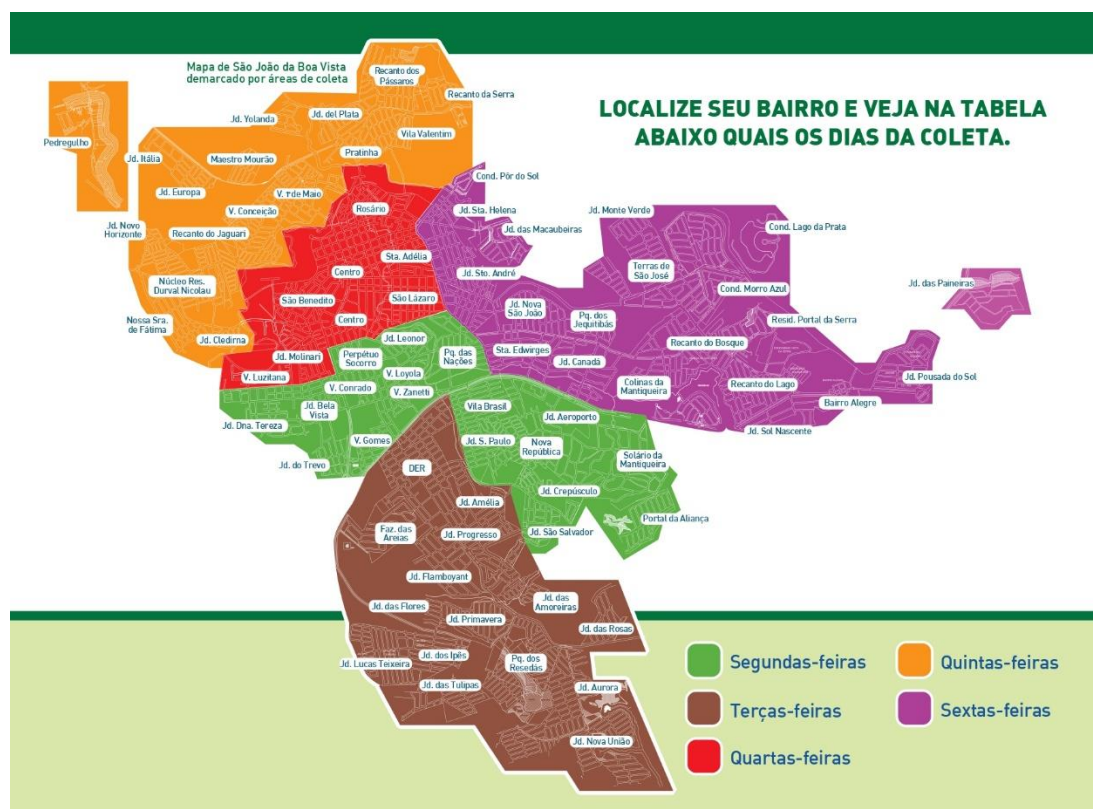 Mapa de São João da Boa Vista
demarcado por áreas de coleta
LOCALIZE SEU BAIRRO E VEJA NA TABELA
ABAIXO QUAIS OS DIAS DA COLETA.
Recanto dos
Pássaros
Recanto da Serra
Jd. del Plata
Jd. Yolanda
Vila Valentim
Pedregulho
Pratinha
Jd. Itália
Maestro Mourão
Jd. Europa
V. 1º de Maio
V. Conceição
Jd. Novo
Horizonte
Recanto do Jaguari
Núcleo Res.
Durval Nicolau
Nossa Sra.
de Fátima
Jd. Cledirna
Rosário
Sta. Adélia
Centro
São Benedito
São Lázaro
Centro
Jd. Molinari
V. Luzitana
Cond. Pôr do Sol
Jd. Sta. Helena
Jd. das Macaubeiras
Jd. Sto. André
Jd. Monte Verde
Cond. Lago da Prata
Terras de
São José
Cond. Morro Azul
Jd. das Paineiras
Jd. Nova
São João
Pq. dos
Jequitibás
Resid. Portal da Serra
Recanto do Bosque
Sta. Edwirges
Jd. Canadá
Colinas da
Mantiqueira
Recanto do Lago
Jd. Pousada do Sol
Bairro Alegre
Jd. Sol Nascente
Jd. Leonor
Perpétuo
Socorro
Pq. das
Nações
V. Loyola
V. Conrado
V. Zanetti
Jd. Bela
Vista
Vila Brasil
Jd. Aeroporto
Jd. Dna. Tereza
V. Gomes
Jd. S. Paulo
Nova
República
Solário da
Mantiqueira
Jd. do Trevo
Jd. Crepúsculo
Portal da Aliança
Jd. São Salvador
DER
Jd. Amélia
Faz. das
Areias
Jd. Progresso
Jd. Flamboyant
Jd. das
Amoreiras
Jd. das Flores
Jd. Primavera
Jd. das Rosas
Jd. dos Ipês
Jd. Lucas Teixeira
Pq. dos
Resedás
Jd. das Tulipas
Jd. Aurora
Jd. Nova União
Segundas-feiras
Quintas-feiras
Terças-feiras
Sextas-feiras
Quartas-feiras